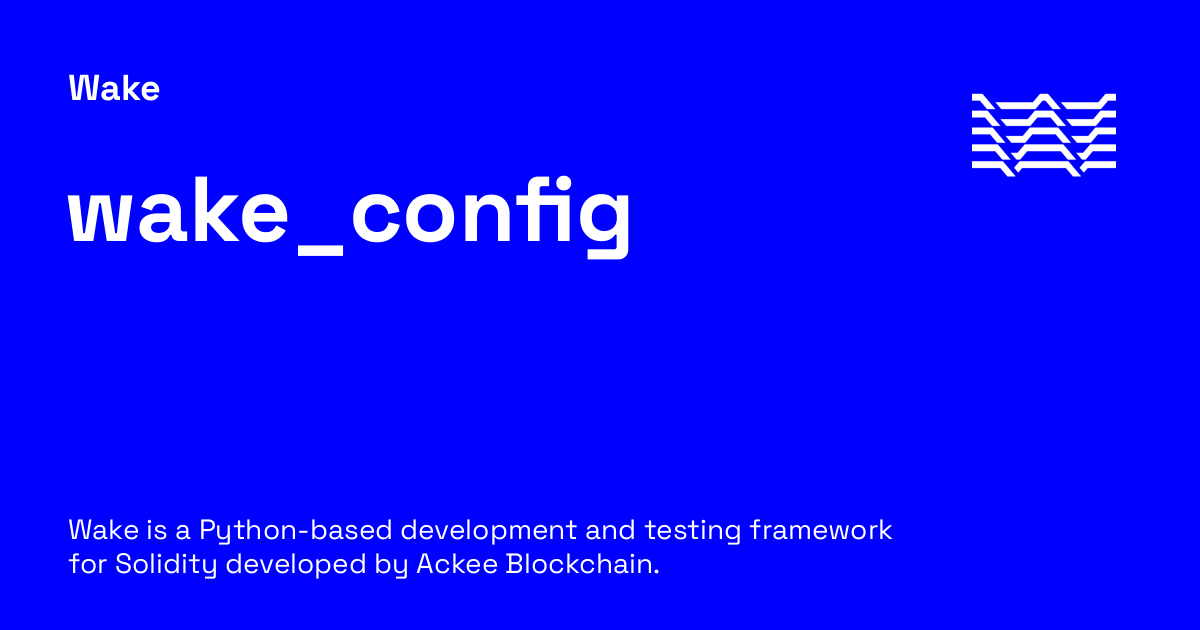 Wake
wake_config
Wake is a Python-based development and testing framework
for Solidity developed by Ackee Blockchain.